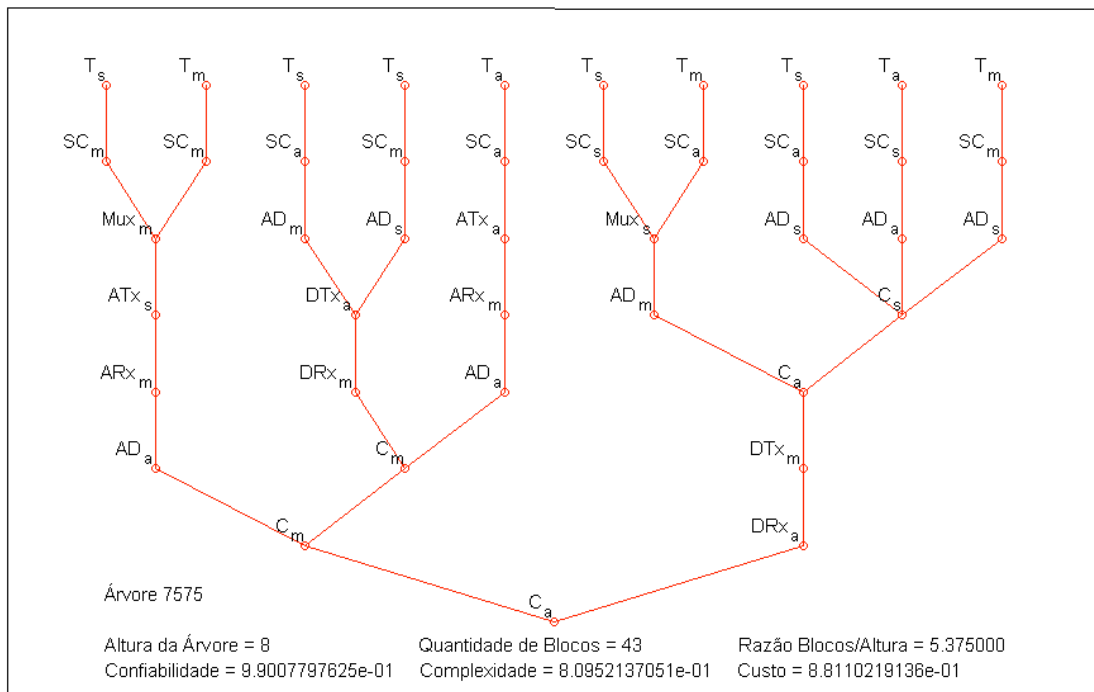 Ts Tm Ts Ts Ta Ts Tm Ts Ta Tm
SCm SCm SCa SCm SCa SCs SCa SCa SCs SCm
Muxm ADm ADs ATxa Muxs ADs ADa ADs
ATxs DTxa ARxm ADm Cs
ARxm DRxm ADa Ca
ADa Cm DTxm
Cm DRxa
Árvore 7575 Ca
Altura da Árvore = 8 Quantidade de Blocos = 43 Razão Blocos/Altura = 5.375000
Confiabilidade = 9.9007797625e-01 Complexidade = 8.0952137051e-01 Custo = 8.8110219136e-01